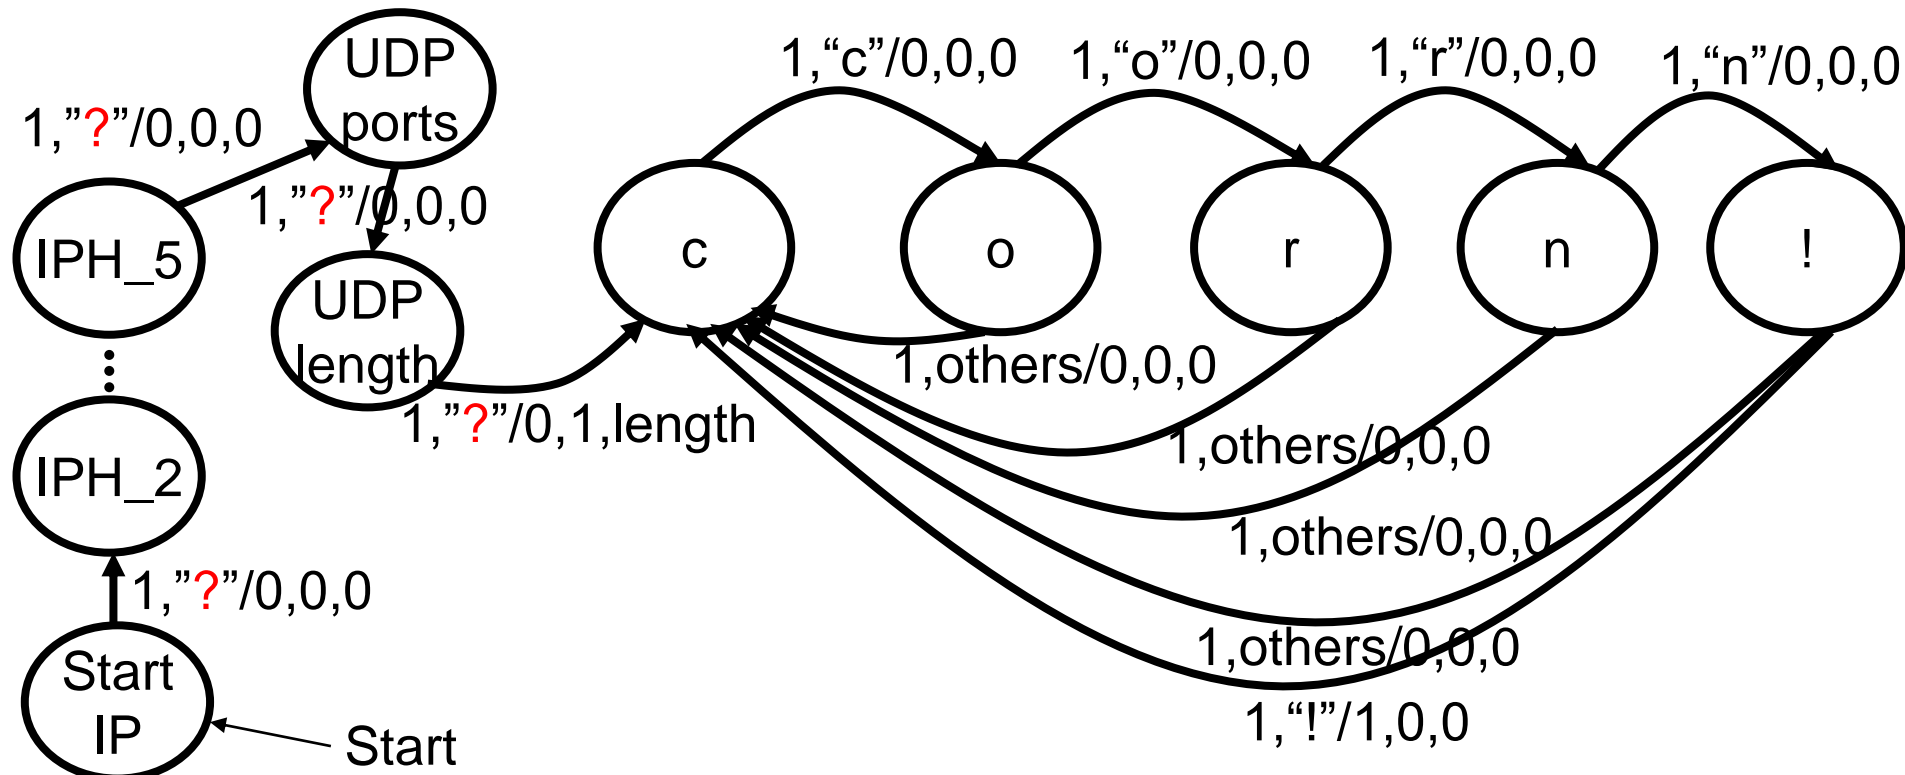 UDP
ports
1,”?”/0,0,0
1,“c”/0,0,0
1,“o”/0,0,0
1,“r”/0,0,0
1,“n”/0,0,0
1,”?”/0,0,0
IPH_5
c
o
r
n
!
UDP
length
1,others/0,0,0
1,”?”/0,1,length
1,others/0,0,0
IPH_2
1,others/0,0,0
1,”?”/0,0,0
1,others/0,0,0
Start
IP
1,“!”/1,0,0
Start